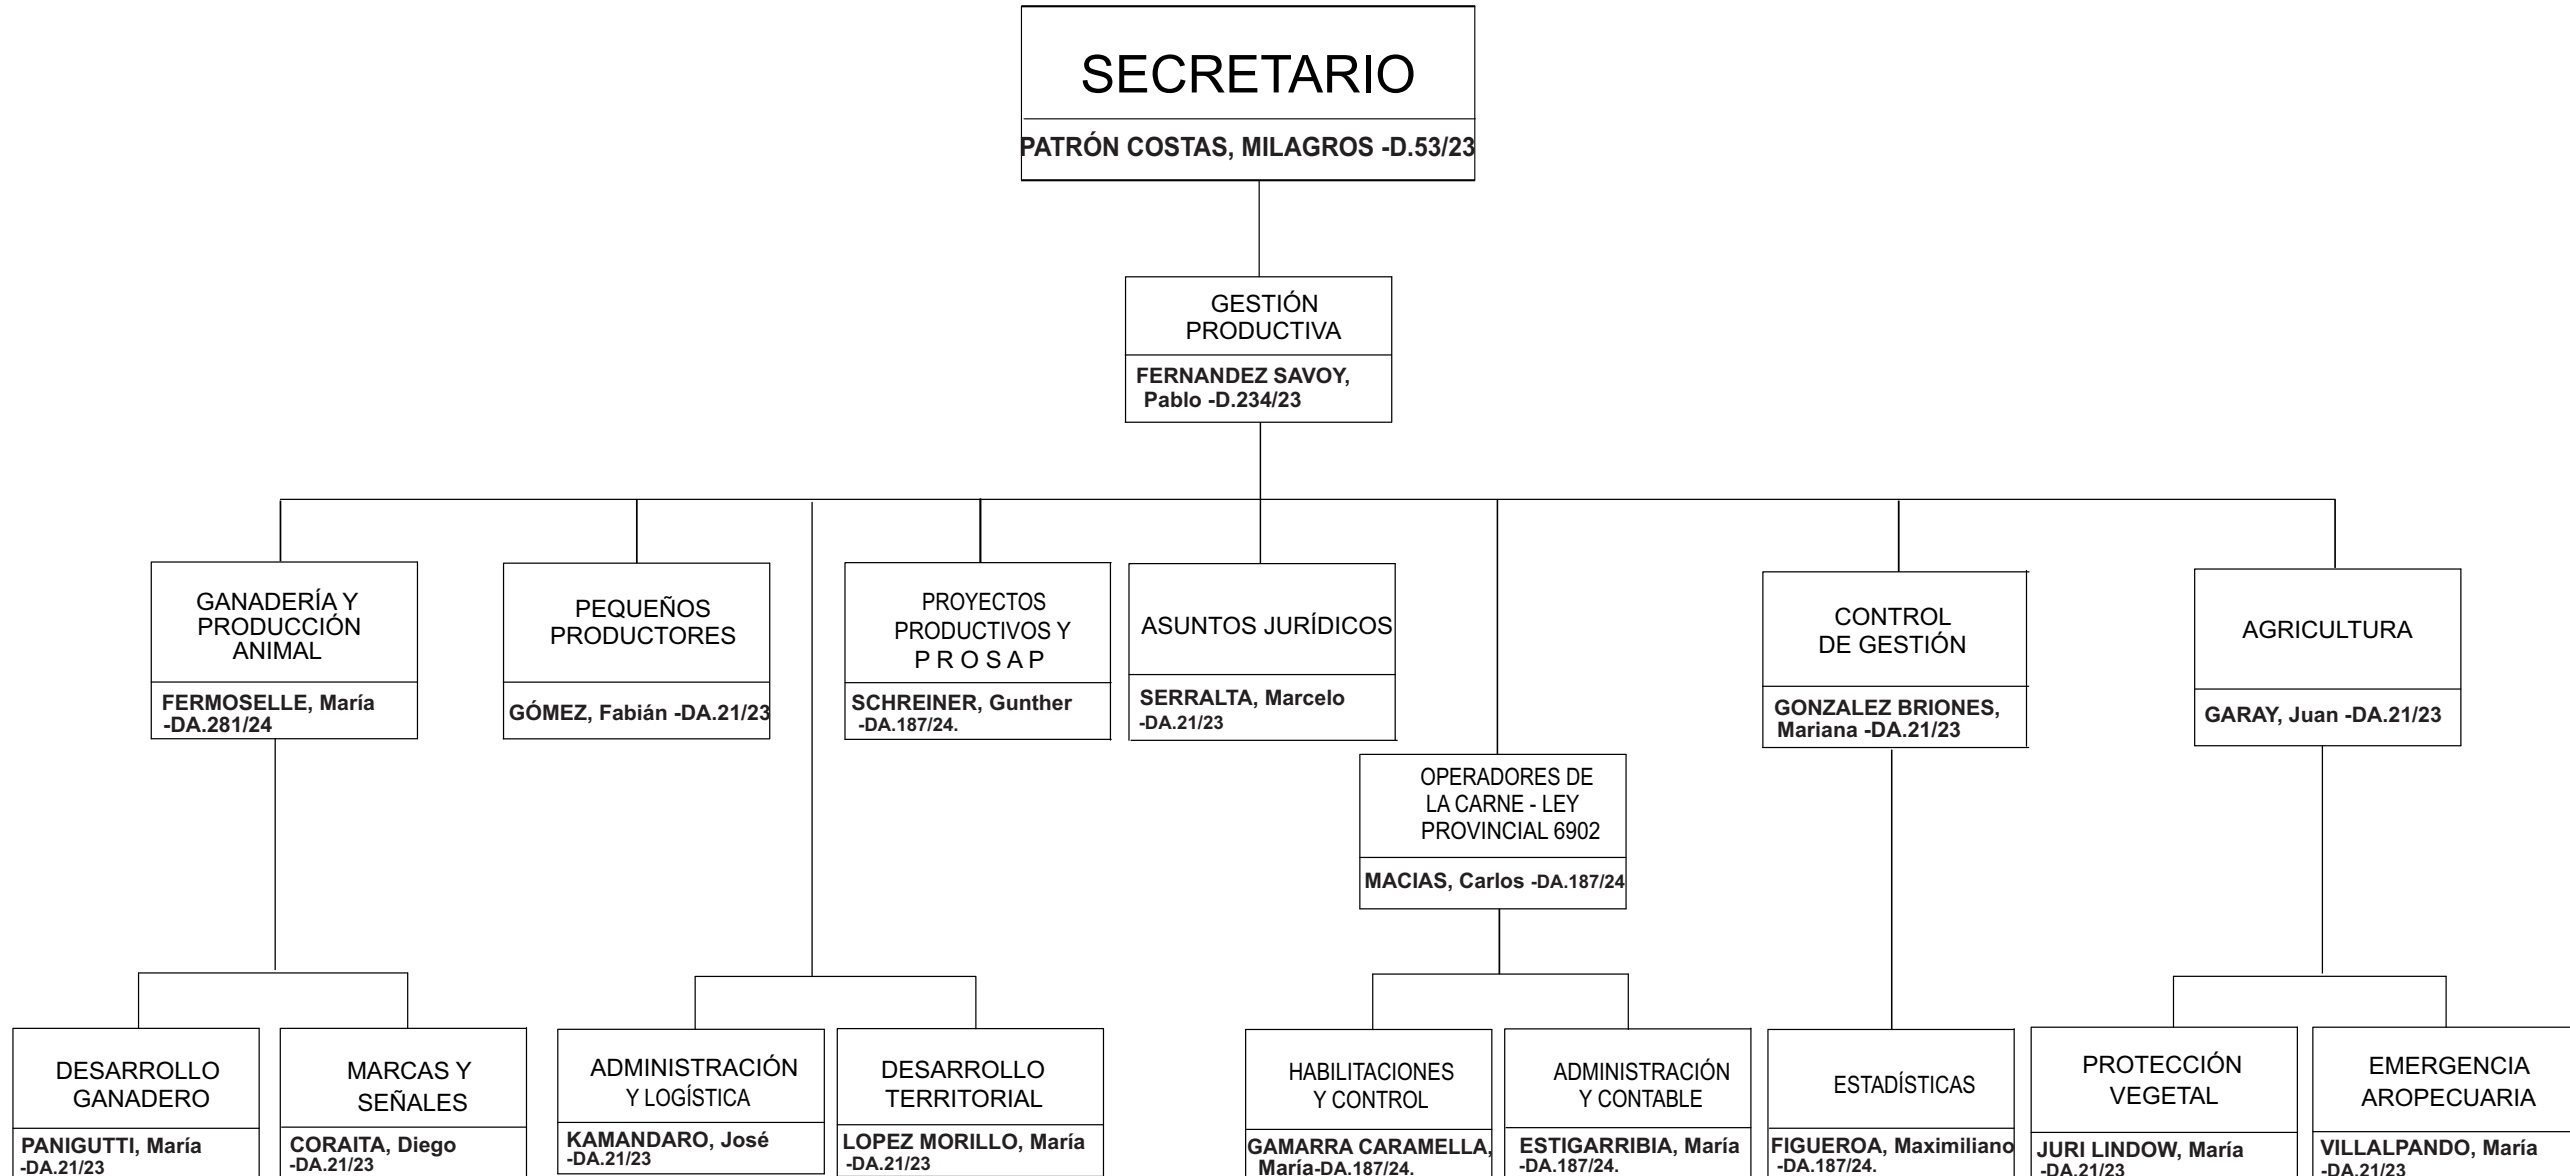 SECRETARIO
PATRÓN COSTAS, MILAGROS -D.53/23
GESTIÓN
PRODUCTIVA
FERNANDEZ SAVOY,
Pablo -D.234/23
GANADERÍA Y
PRODUCCIÓN
ANIMAL
FERMOSELLE, María
-DA.281/24
PEQUEÑOS
PRODUCTORES
GÓMEZ, Fabián -DA.21/23
PROYECTOS
PRODUCTIVOS Y
P R O S A P
SCHREINER, Gunther
-DA.187/24.
ASUNTOS JURÍDICOS
SERRALTA, Marcelo
-DA.21/23
CONTROL
DE GESTIÓN
GONZALEZ BRIONES,
Mariana -DA.21/23
AGRICULTURA
GARAY, Juan -DA.21/23
OPERADORES DE
LA CARNE - LEY
PROVINCIAL 6902
MACIAS, Carlos -DA.187/24
DESARROLLO
GANADERO
PANIGUTTI, María
-DA.21/23
MARCAS Y
SEÑALES
CORAITA, Diego
-DA.21/23
ADMINISTRACIÓN
Y LOGÍSTICA
KAMANDARO, José
-DA.21/23
DESARROLLO
TERRITORIAL
LOPEZ MORILLO, María
-DA.21/23
HABILITACIONES
Y CONTROL
GAMARRA CARAMELLA,
María-DA.187/24.
ADMINISTRACIÓN
Y CONTABLE
ESTIGARRIBIA, María
-DA.187/24.
ESTADÍSTICAS
FIGUEROA, Maximiliano
-DA.187/24.
PROTECCIÓN
VEGETAL
JURI LINDOW, María
-DA.21/23
EMERGENCIA
AROPECUARIA
VILLALPANDO, María
-DA.21/23